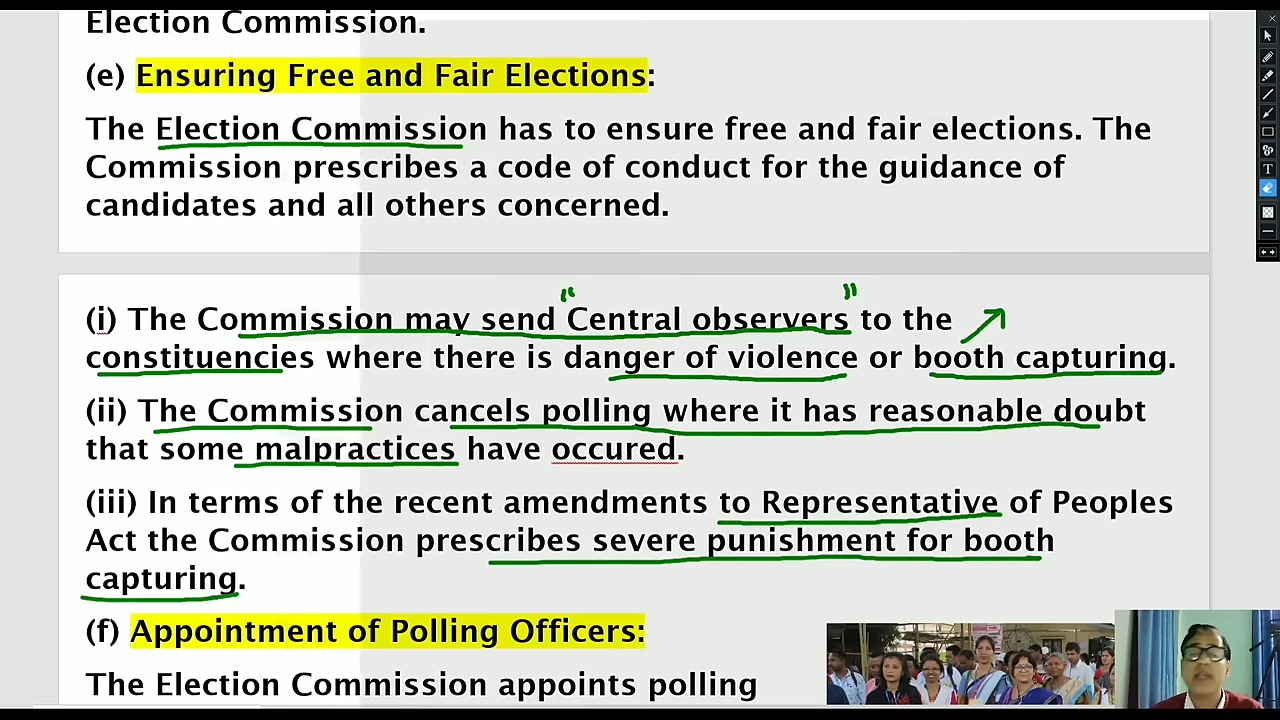 Election Commission.
(e) Ensuring Free and Fair Elections:
The Election Commission has to ensure free and fair elections. The
Commission prescribes a code of conduct for the guidance of
candidates and all others concerned.
(i) The Commission may send "Central observers" to the
constituencies where there is danger of violence or booth capturing.
(ii) The Commission cancels polling where it has reasonable doubt
that some malpractices have occured.
(iii) In terms of the recent amendments to Representative of Peoples
Act the Commission prescribes severe punishment for booth
capturing.
(f) Appointment of Polling Officers:
The Election Commission appoints polling